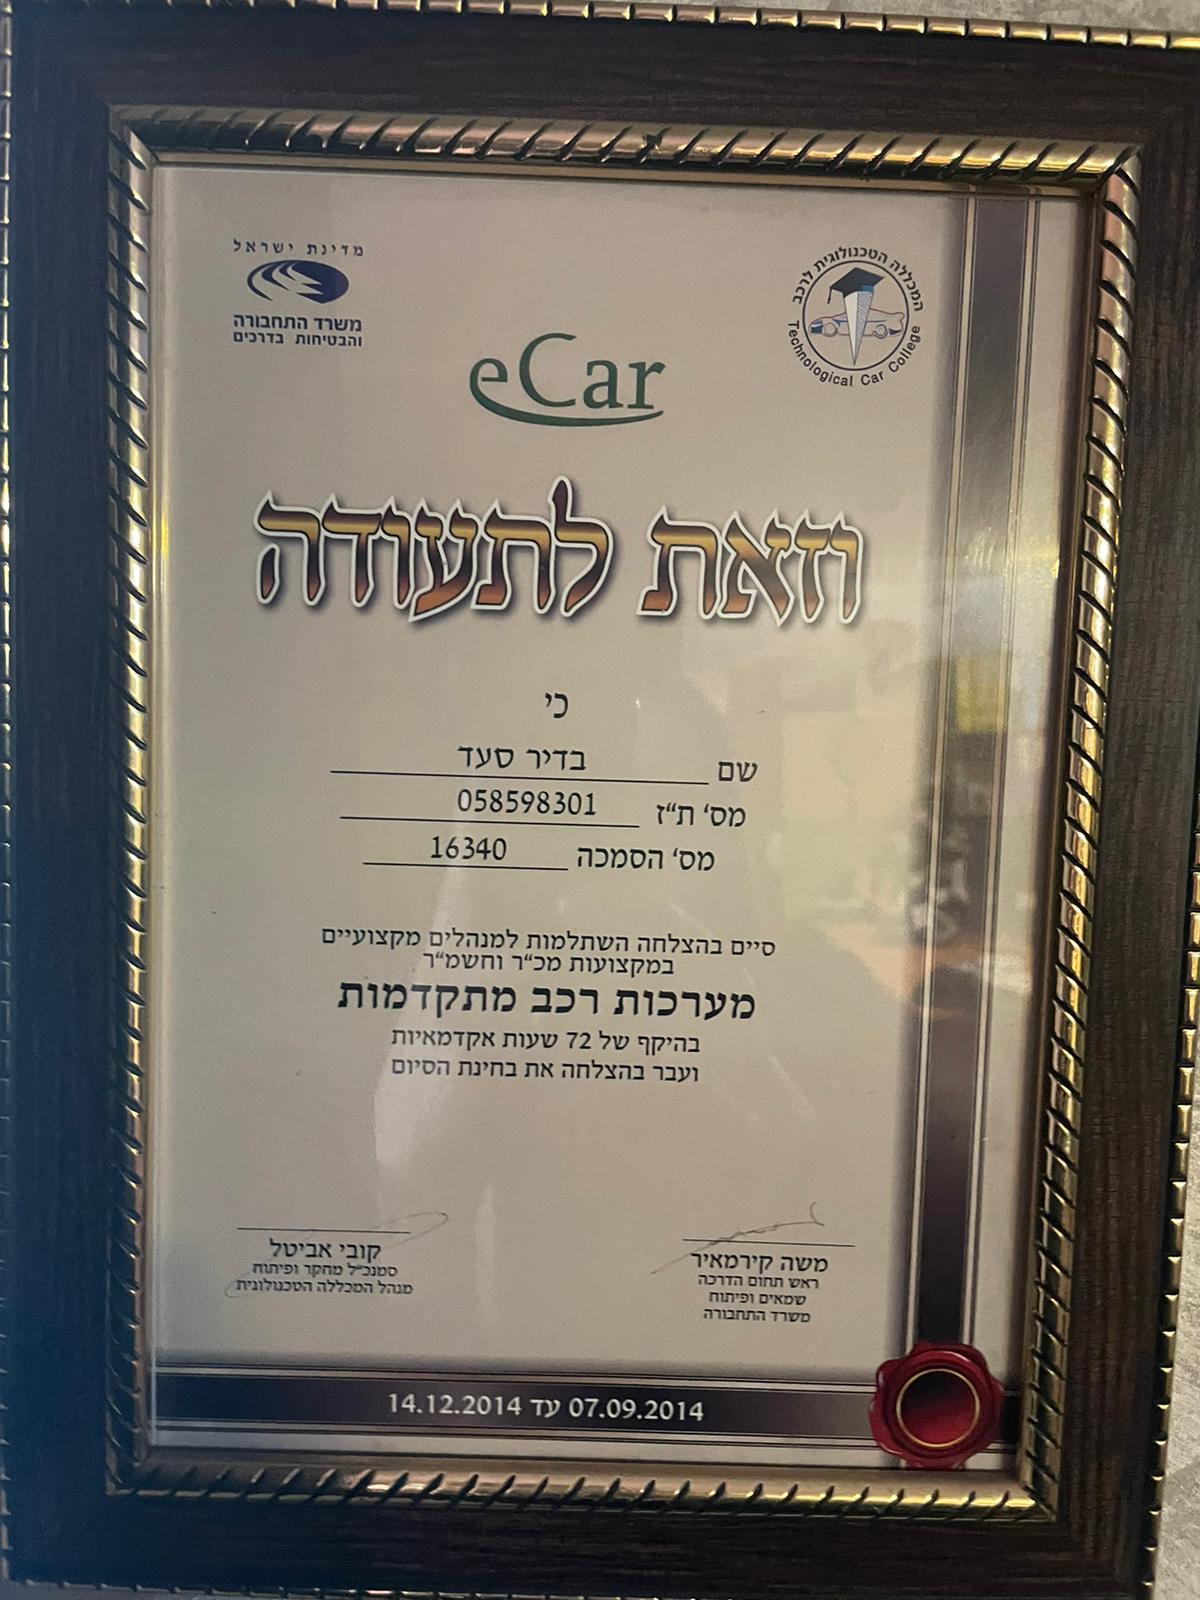 מדינת ישראל
משרד התחבורה
והבטיחות בדרכים
המכללה הטכנולוגית לרכב
Technological Car College
eCar
וזאת לתעודה
כי
שם בדיר סעד
מס' ת"ז 058598301
מס' הסמכה 16340
סיים בהצלחה השתלמות למנהלים מקצועיים
במקצועות מכ"ר וחשמ"ר
מערכות רכב מתקדמות
בהיקף של 72 שעות אקדמאיות
ועבר בהצלחה את בחינת הסיום
משה קירמאיר
ראש תחום הדרכה
שמאים ופיתוח
משרד התחבורה
קובי אביטל
סמנכ"ל מחקר ופיתוח
מנהל המכללה הטכנולוגית
07.09.2014 עד 14.12.2014